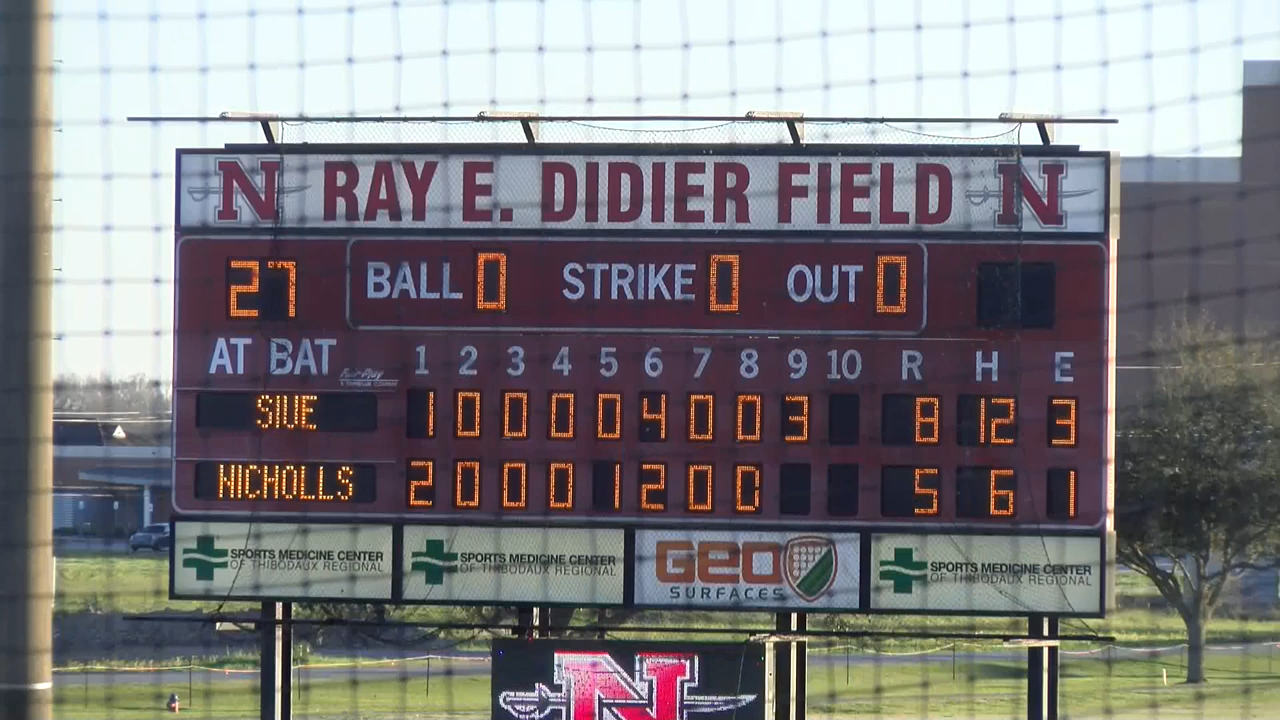 N RAY E. DIDIER FIELD N
27 BALL 0 STRIKE 0 OUT 0
AT BAT Fair-Play 1 2 3 4 5 6 7 8 9 10 R H E
SIUE 1 0 0 0 0 4 0 0 3 8 12 3
NICHOLLS 2 0 0 0 1 2 0 0 5 6 1
SPORTS MEDICINE CENTER
OF THIBODAUX REGIONAL
SPORTS MEDICINE CENTER
OF THIBODAUX REGIONAL
GEO
SURFACES
SPORTS MEDICINE CENTER
OF THIBODAUX REGIONAL
N